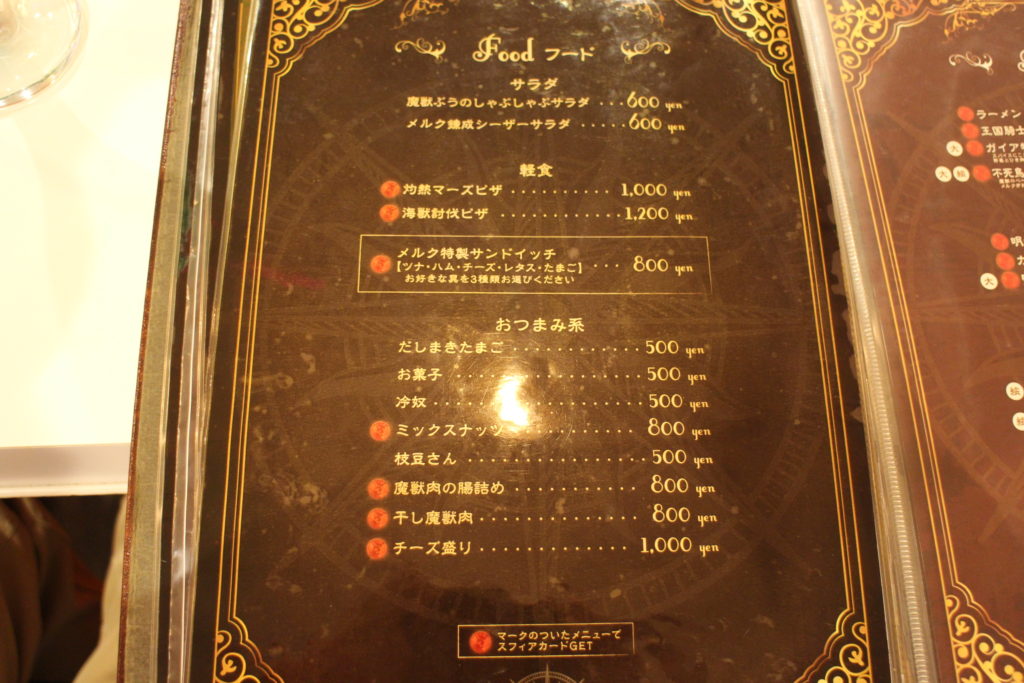 Food フード
サラダ
魔獣ぶうのしゃぶしゃぶサラダ ・・・600 yen
メルク錬成シーザーサラダ ・・・・・600 yen
軽食
灼熱マーズピザ ・・・・・・・・・・ 1,000 yen
海獣討伐ピザ ・・・・・・・・・・・ 1,200 yen
メルク特製サンドイッチ ・・・ 800 yen
【ツナ・ハム・チーズ・レタス・たまご】
お好きな具を3種類お選びください
おつまみ系
だしまきたまご ・・・・・・・・・・・ 500 yen
お菓子 ・・・・・・・・・・・・・・・ 500 yen
冷奴 ・・・・・・・・・・・・・・・・ 500 yen
ミックスナッツ ・・・・・・・・・・・ 800 yen
枝豆さん ・・・・・・・・・・・・・・ 500 yen
魔獣肉の腸詰め ・・・・・・・・・・・ 800 yen
干し魔獣肉 ・・・・・・・・・・・・・ 800 yen
チーズ盛り ・・・・・・・・・・・・ 1,000 yen
マークのついたメニューで
スフィアカードGET
ラーメン
王国騎士
大 ガイア
大 絵 不死鳥
呪
大
絵
絵